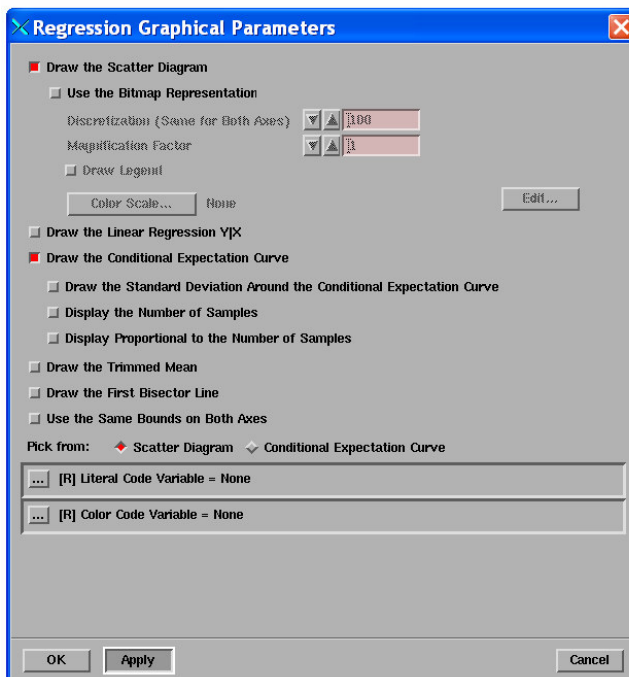 Regression Graphical Parameters
Draw the Scatter Diagram
Use the Bitmap Representation
Discretization (Same for Both Axes) 100
Magnification Factor 1
Draw Legend
Color Scale... None Edit...
Draw the Linear Regression Y|X
Draw the Conditional Expectation Curve
Draw the Standard Deviation Around the Conditional Expectation Curve
Display the Number of Samples
Display Proportional to the Number of Samples
Draw the Trimmed Mean
Draw the First Bisector Line
Use the Same Bounds on Both Axes
Pick from: Scatter Diagram Conditional Expectation Curve
... [R] Literal Code Variable = None
... [R] Color Code Variable = None
OK Apply Cancel